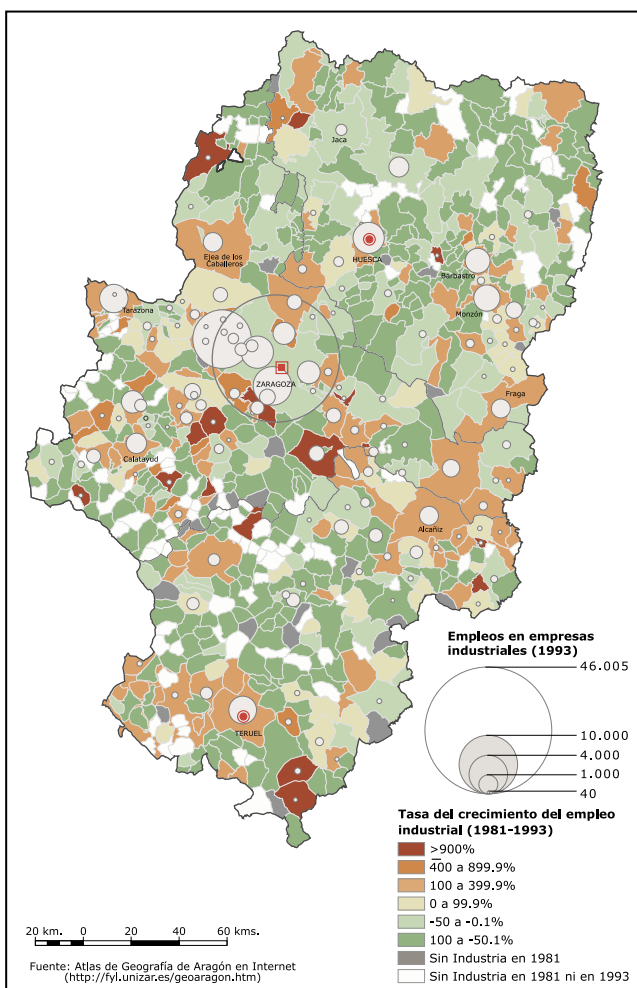 Jaca
Ejea de los
Caballeros
HUESCA
Barbastro
Tarazona
Monzón
ZARAGOZA
Fraga
Calatayud
Alcañiz
TERUEL
Empleos en empresas
industriales (1993)
46.005
10.000
4.000
1.000
40
Tasa del crecimiento del empleo
industrial (1981-1993)
>900%
400 a 899.9%
100 a 399.9%
0 a 99.9%
-50 a -0.1%
100 a -50.1%
Sin Industria en 1981
Sin Industria en 1981 ni en 1993
20 kms. 0 20 40 60 kms.
Fuente: Atlas de Geografía de Aragón en Internet
(http://fyl.unizar.es/geoaragon.htm)